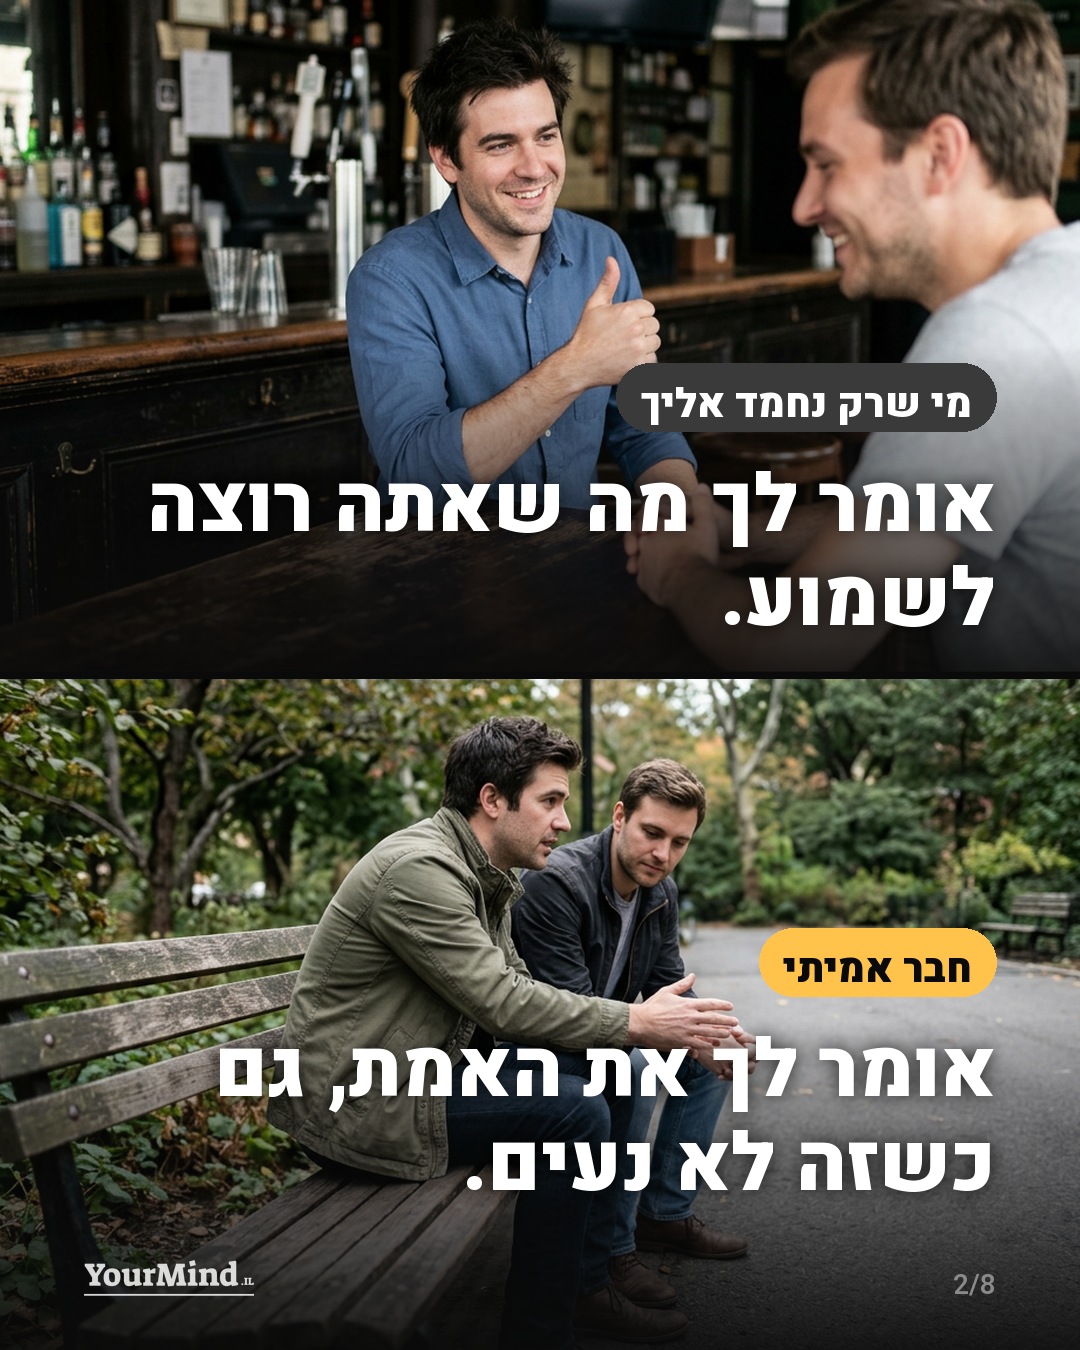 מי שרק נחמד אליך
אומר לך מה שאתה רוצה
לשמוע.
חבר אמיתי
אומר לך את האמת, גם
כשזה לא נעים.
YourMind.IL
2/8